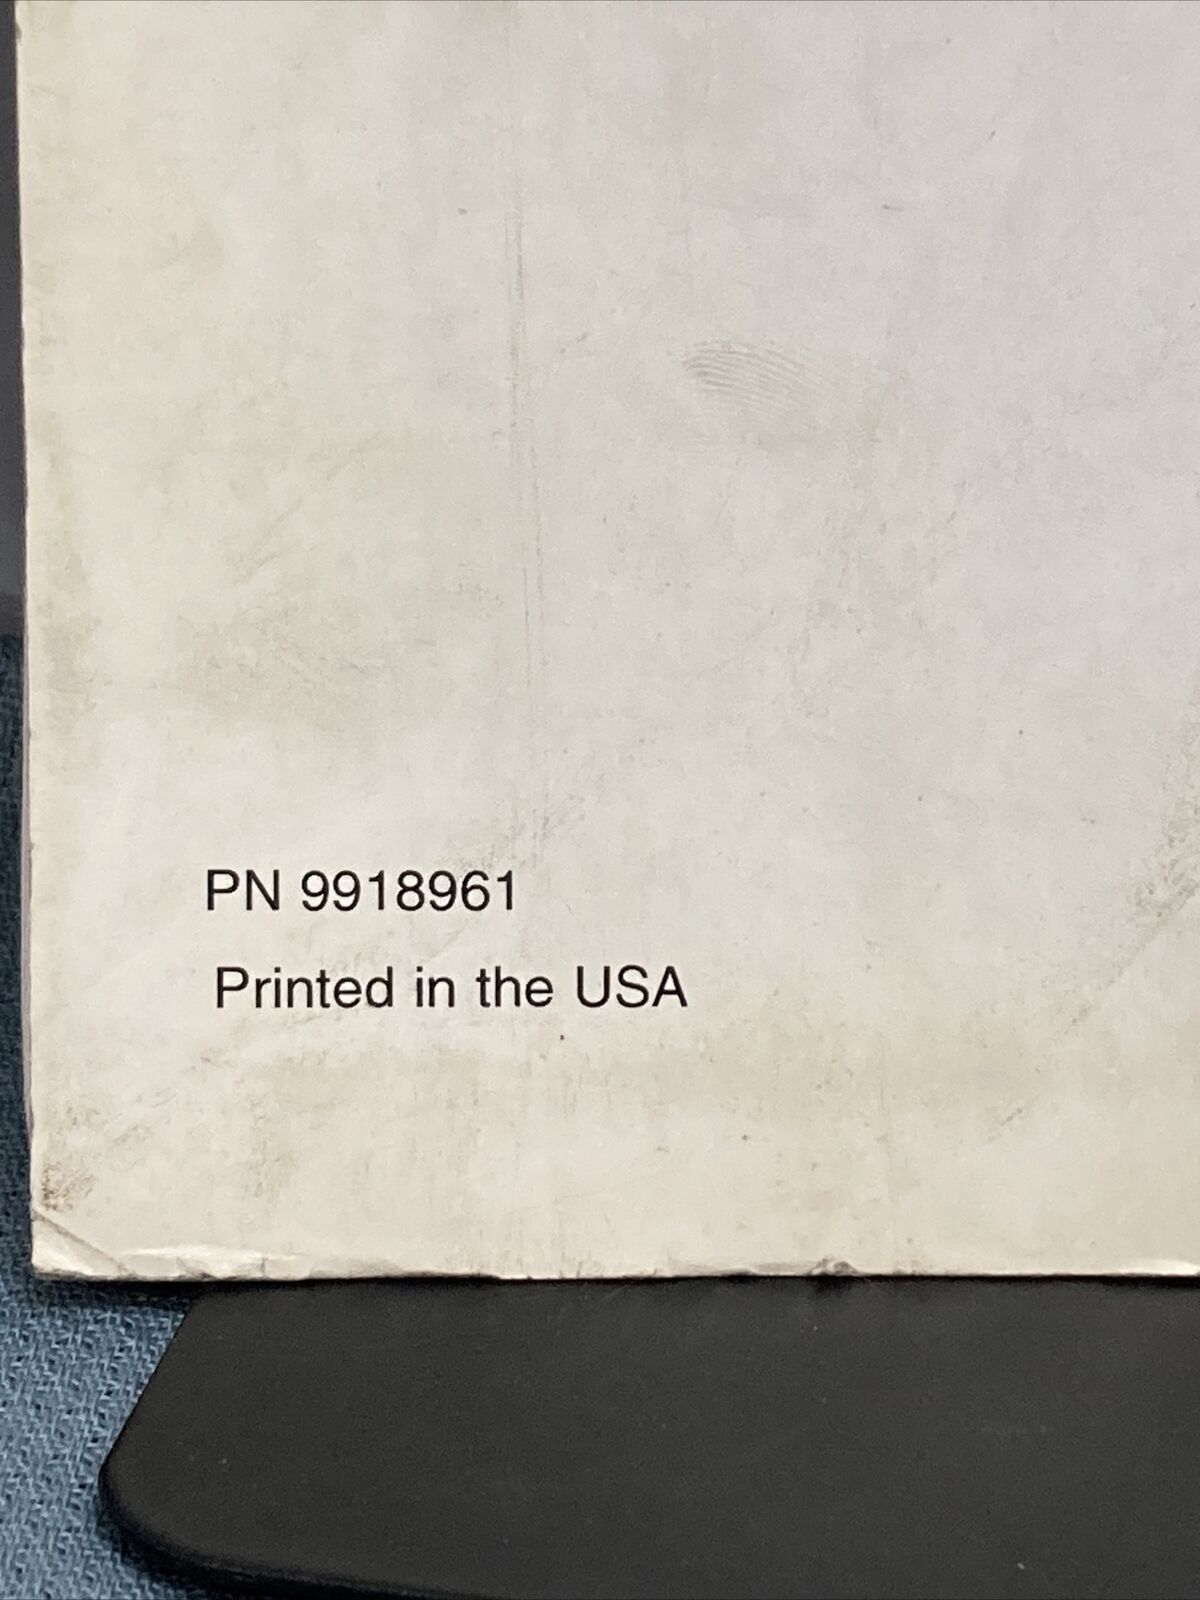 PN 9918961
Printed in the USA